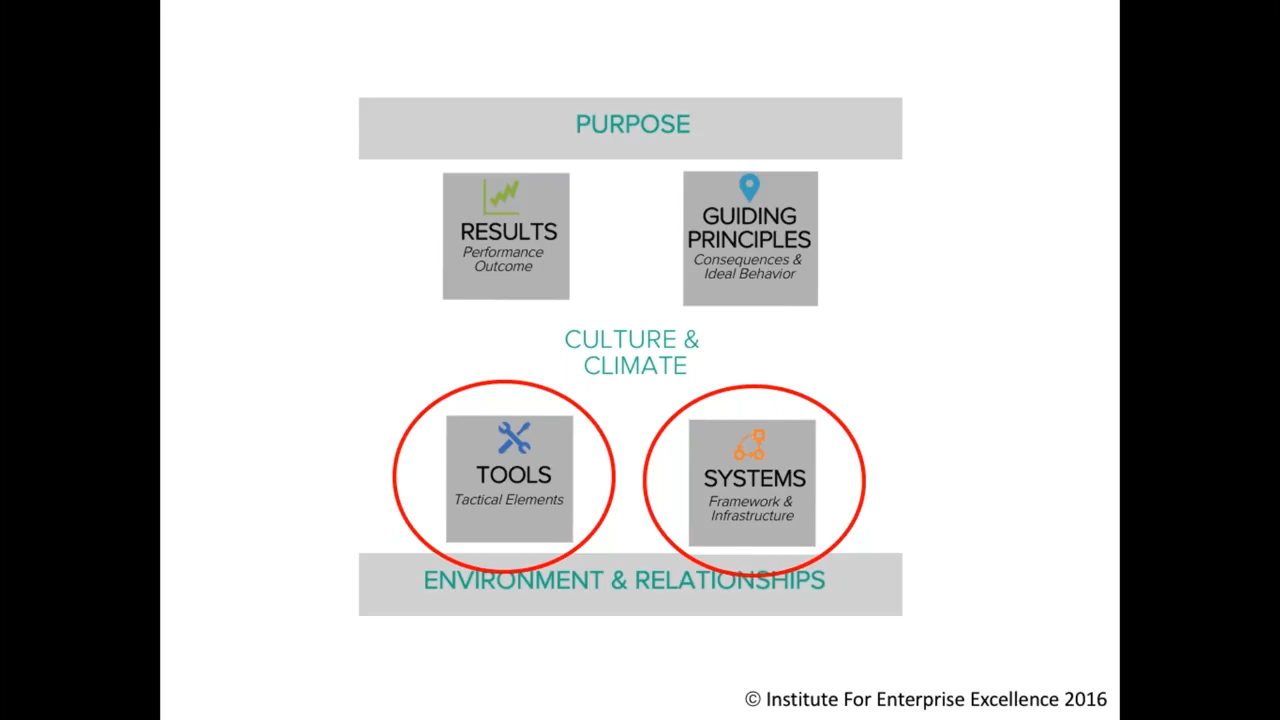 PURPOSE
RESULTS
Performance
Outcome
GUIDING
PRINCIPLES
Consequences &
Ideal Behavior
CULTURE &
CLIMATE
TOOLS
Tactical Elements
SYSTEMS
Framework &
Infrastructure
ENVIRONMENT & RELATIONSHIPS
© Institute For Enterprise Excellence 2016